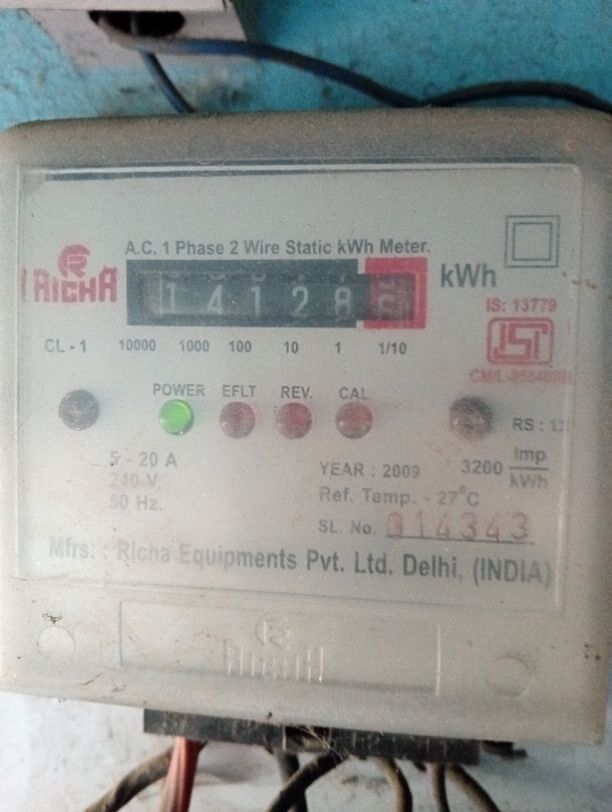 A.C. 1 Phase 2 Wire Static kWh Meter.
RICHA
14128 kWh
IS: 13779
ISI
CL - 1 10000 1000 100 10 1 1/10
POWER EFLT REV. CAL
5 - 20 A
240 V
50 Hz.
RS :
3200 Imp/kWh
YEAR : 2009
Ref. Temp. - 27°C
SL. No. 014343
Mfrs. : Richa Equipments Pvt. Ltd. Delhi, (INDIA)
RICHA